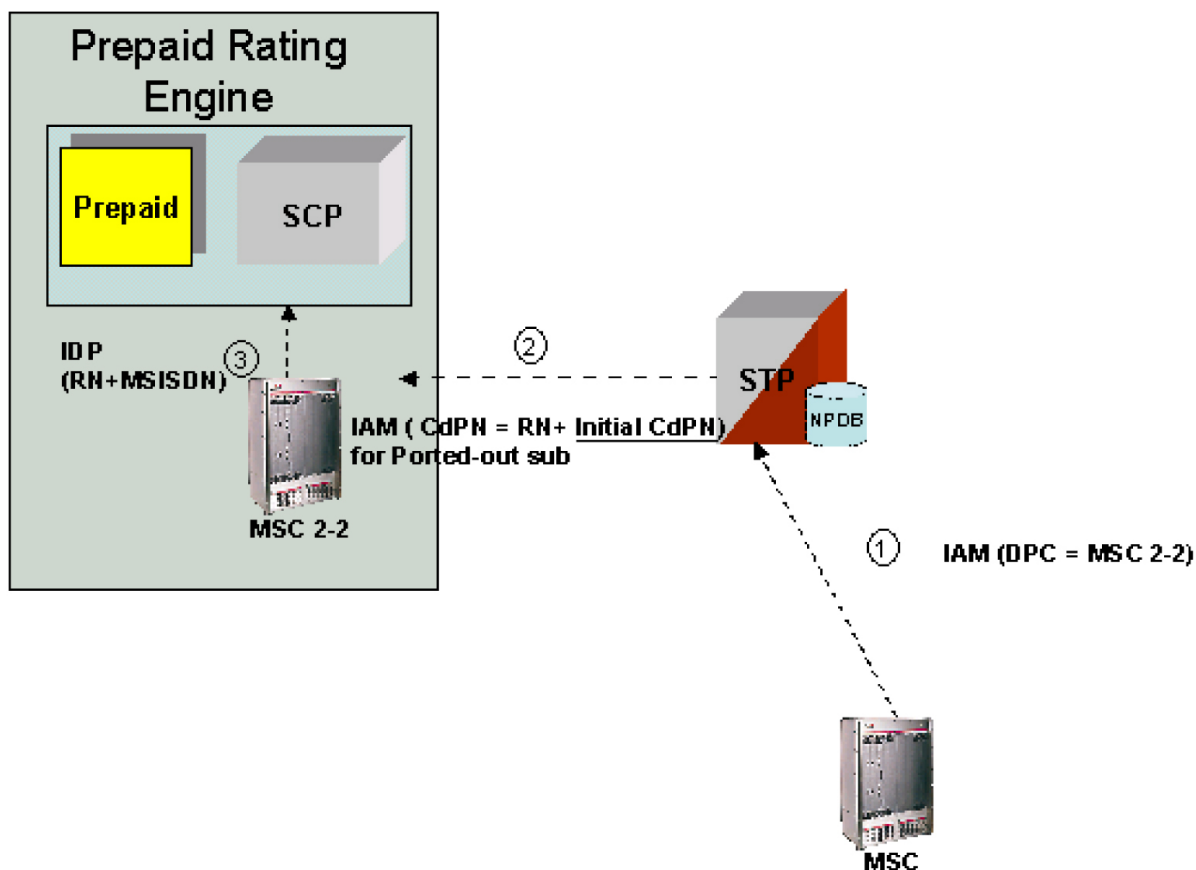 Prepaid Rating
Engine
Prepaid
SCP
IDP
(RN+MSISDN)
3
MSC 2-2
2
IAM ( CdPN = RN+ Initial CdPN)
for Ported-out sub
STP
NPDB
1
IAM (DPC = MSC 2-2)
MSC